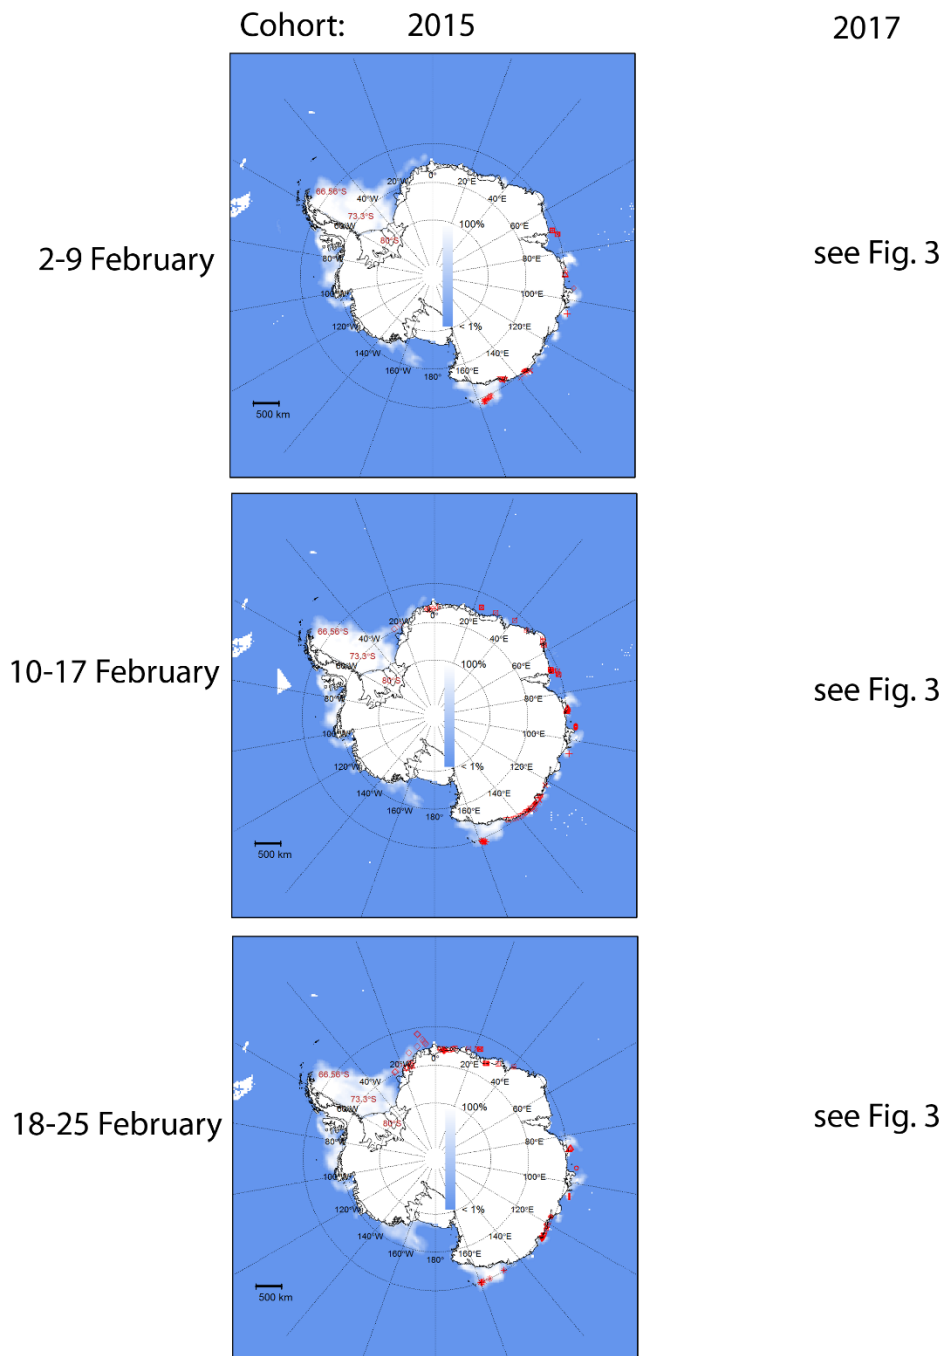 Cohort: 2015 2017
2-9 February
66,56°S
73,3°S
80°S
20°W
0°
20°E
40°W
40°E
60°W
60°E
80°W
80°E
100°W
100°E
120°W
120°E
140°W
140°E
160°W
160°E
180°
100%
< 1%
500 km
see Fig. 3
10-17 February
66,56°S
73,3°S
80°S
20°W
0°
20°E
40°W
40°E
60°W
60°E
80°W
80°E
100°W
100°E
120°W
120°E
140°W
140°E
160°W
160°E
180°
100%
< 1%
500 km
see Fig. 3
18-25 February
66,56°S
73,3°S
80°S
20°W
0°
20°E
40°W
40°E
60°W
60°E
80°W
80°E
100°W
100°E
120°W
120°E
140°W
140°E
160°W
160°E
180°
100%
< 1%
500 km
see Fig. 3